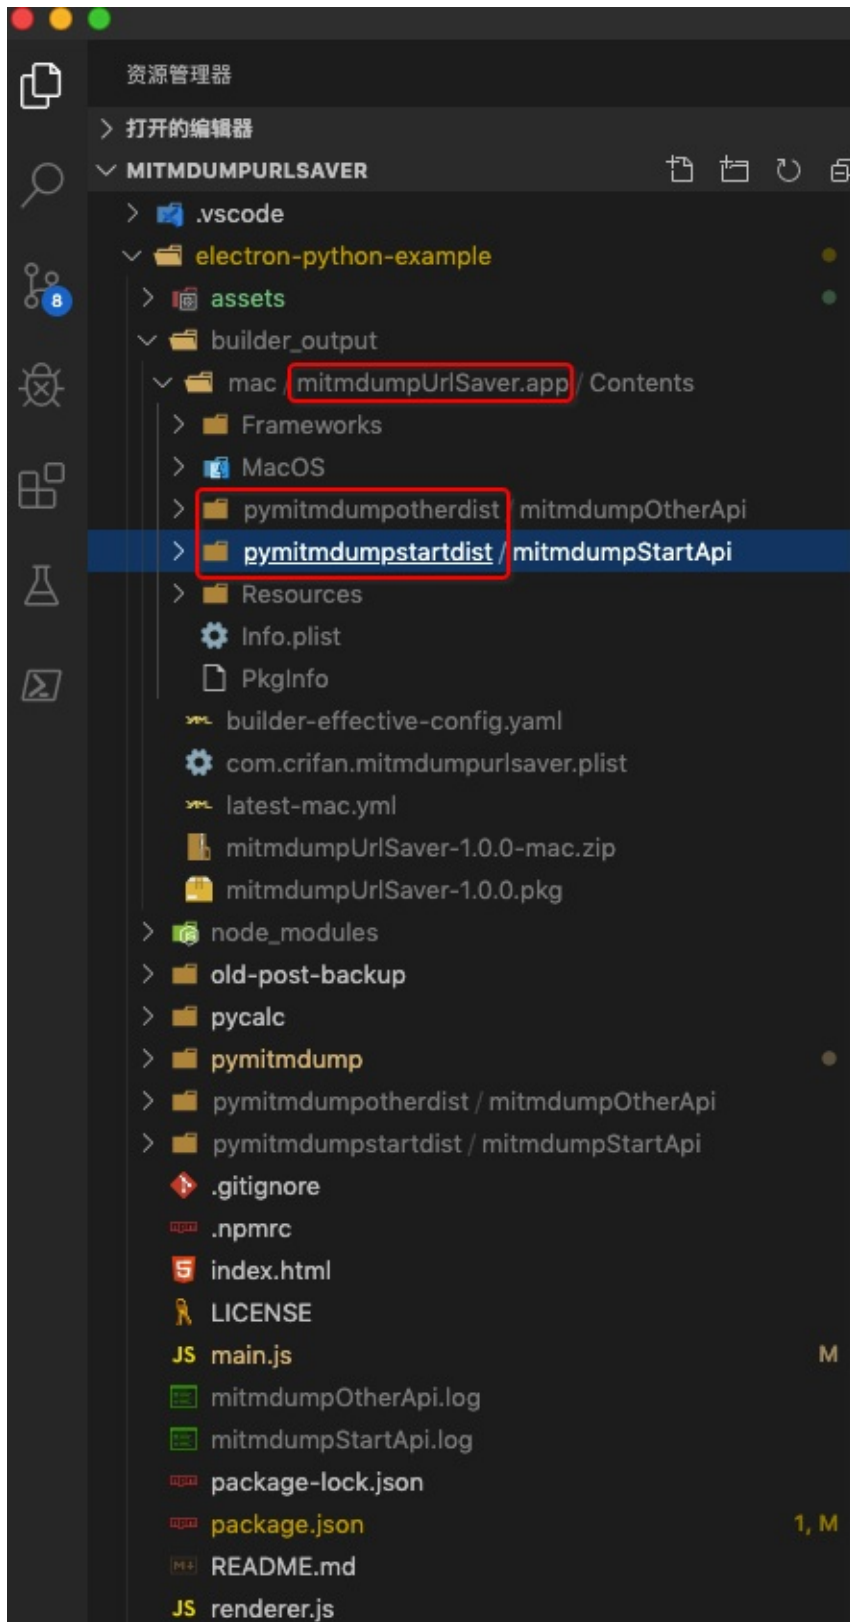 资源管理器
打开的编辑器
MITMDUMPURLSAVER
.vscode
electron-python-example
8
assets
builder_output
mac / mitmdumpUrlSaver.app / Contents
Frameworks
MacOS
pymitmdumpotherdist / mitmdumpOtherApi
pymitmdumpstartdist / mitmdumpStartApi
Resources
Info.plist
PkgInfo
builder-effective-config.yaml
com.crifan.mitmdumpurlsaver.plist
latest-mac.yml
mitmdumpUrlSaver-1.0.0-mac.zip
mitmdumpUrlSaver-1.0.0.pkg
node_modules
old-post-backup
pycalc
pymitmdump
pymitmdumpotherdist / mitmdumpOtherApi
pymitmdumpstartdist / mitmdumpStartApi
.gitignore
.npmrc
index.html
LICENSE
JS main.js M
mitmdumpOtherApi.log
mitmdumpStartApi.log
package-lock.json
package.json 1, M
README.md
JS renderer.js